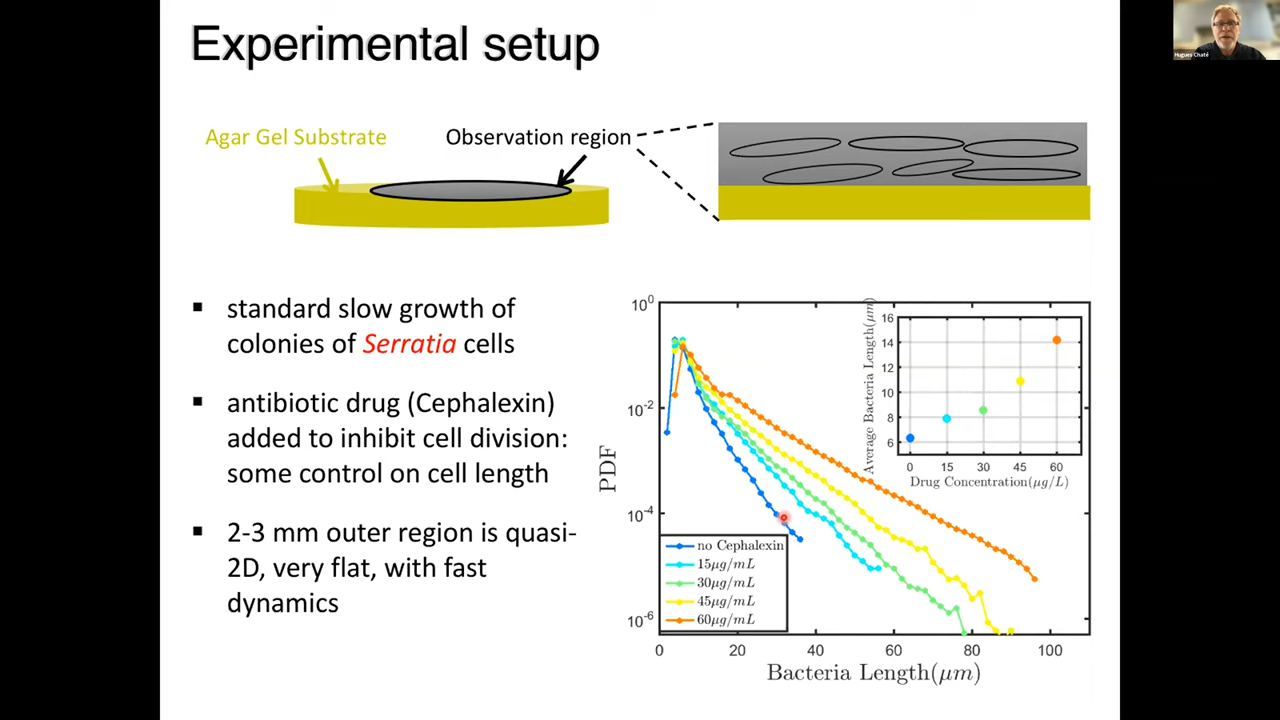 Experimental setup
Hugues Chaté
Agar Gel Substrate
Observation region
▪ standard slow growth of
colonies of Serratia cells
▪ antibiotic drug (Cephalexin)
added to inhibit cell division:
some control on cell length
▪ 2-3 mm outer region is quasi-
2D, very flat, with fast
dynamics
PDF
10^0
10^-2
10^-4
10^-6
0 20 40 60 80 100
Bacteria Length(μm)
no Cephalexin
15μg/mL
30μg/mL
45μg/mL
60μg/mL
Average Bacteria Length(μm)
16
14
12
10
8
6
0 15 30 45 60
Drug Concentration(μg/L)